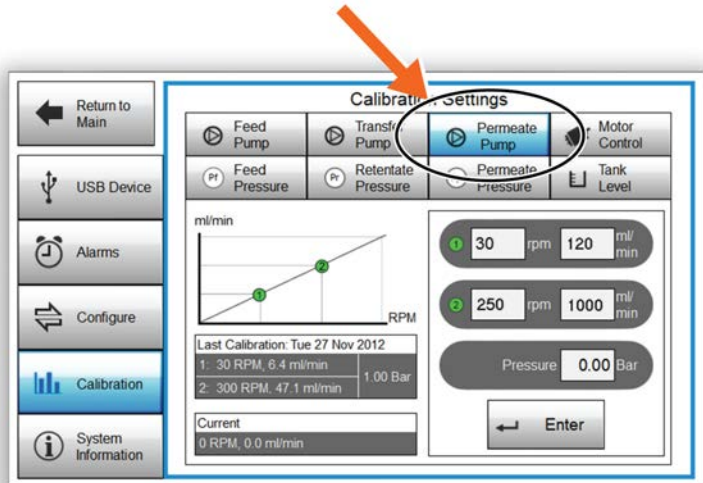 Return to
Main
USB Device
Alarms
Configure
Calibration
System
Information
Calibration Settings
Feed
Pump
Transfer
Pump
Permeate
Pump
Motor
Control
Pf
Feed
Pressure
Pr
Retentate
Pressure
Permeate
Pressure
Tank
Level
ml/min
1
2
RPM
Last Calibration: Tue 27 Nov 2012
1: 30 RPM, 6.4 ml/min
2: 300 RPM, 47.1 ml/min
1.00 Bar
Current
0 RPM, 0.0 ml/min
1 30 rpm 120 ml/
min
2 250 rpm 1000 ml/
min
Pressure 0.00 Bar
Enter